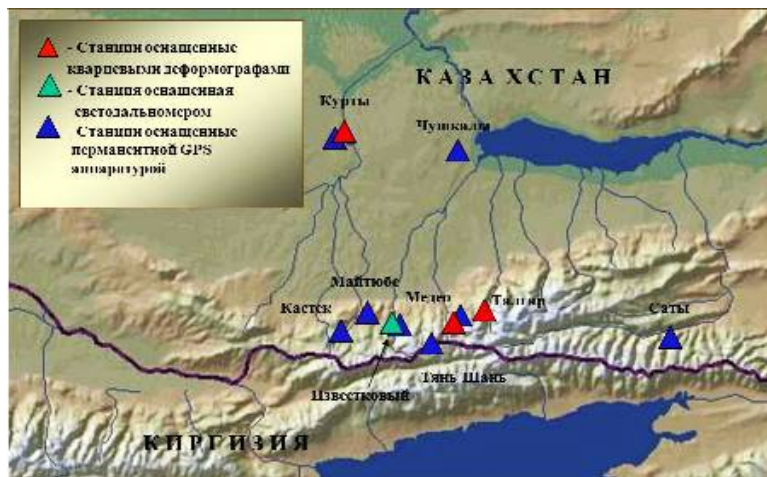 - Станции оснащенные
кварцевыми деформографами
- Станция оснащенная
светодальномером
- Станции оснащенные
перманентной GPS
аппаратурой
КАЗАХСТАН
Курты
Чушкалы
Майтюбе
Медео
Талгар
Кастек
Саты
Тянь Шань
Известковый
КИРГИЗИЯ